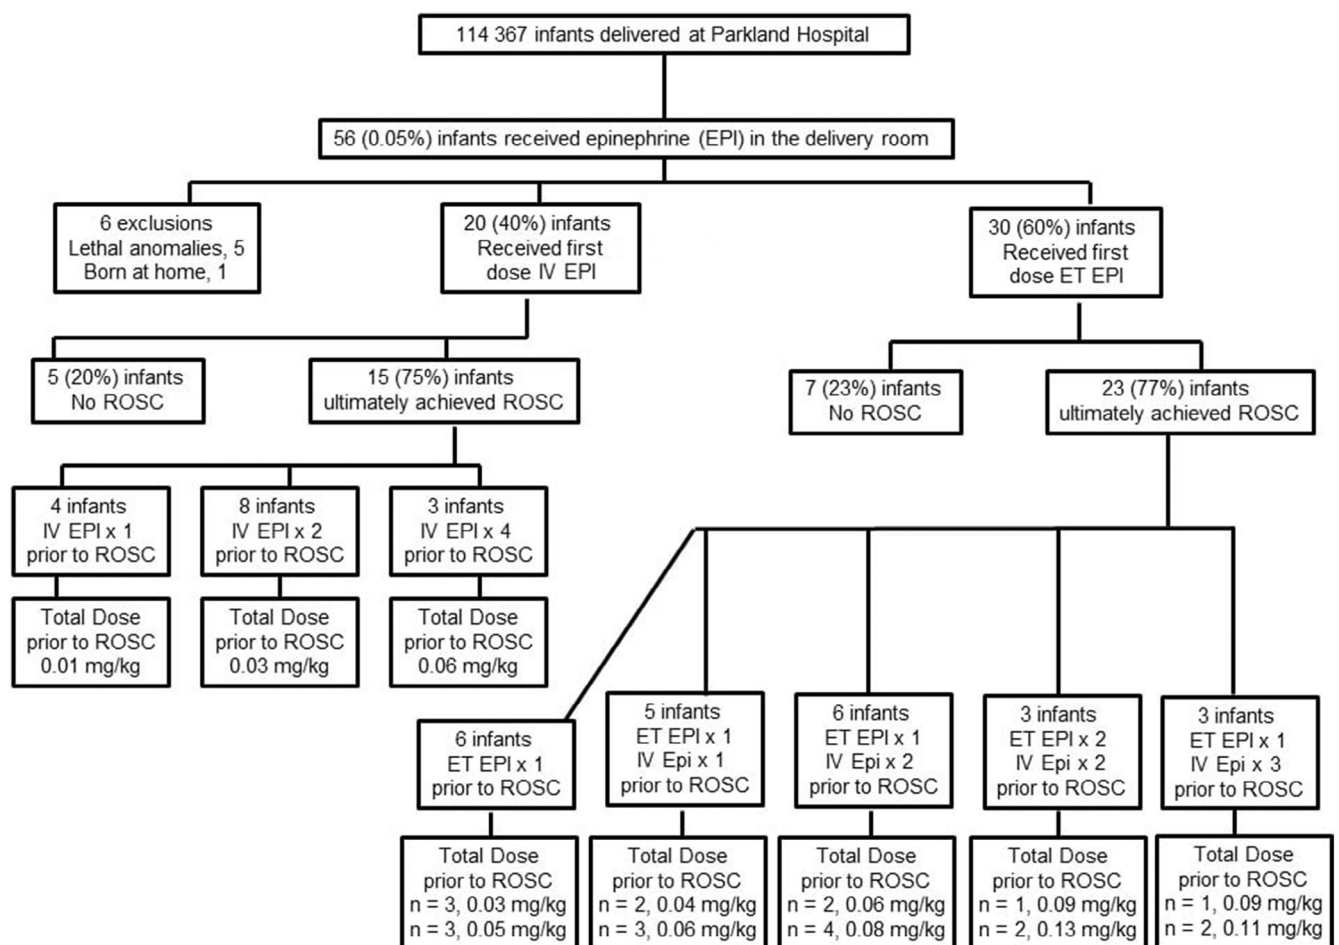 114 367 infants delivered at Parkland Hospital
56 (0.05%) infants received epinephrine (EPI) in the delivery room
6 exclusions
Lethal anomalies, 5
Born at home, 1
20 (40%) infants
Received first
dose IV EPI
30 (60%) infants
Received first
dose ET EPI
5 (20%) infants
No ROSC
15 (75%) infants
ultimately achieved ROSC
7 (23%) infants
No ROSC
23 (77%) infants
ultimately achieved ROSC
4 infants
IV EPI x 1
prior to ROSC
8 infants
IV EPI x 2
prior to ROSC
3 infants
IV EPI x 4
prior to ROSC
Total Dose
prior to ROSC
0.01 mg/kg
Total Dose
prior to ROSC
0.03 mg/kg
Total Dose
prior to ROSC
0.06 mg/kg
6 infants
ET EPI x 1
prior to ROSC
5 infants
ET EPI x 1
IV Epi x 1
prior to ROSC
6 infants
ET EPI x 1
IV Epi x 2
prior to ROSC
3 infants
ET EPI x 2
IV Epi x 2
prior to ROSC
3 infants
ET EPI x 1
IV Epi x 3
prior to ROSC
Total Dose
prior to ROSC
n = 3, 0.03 mg/kg
n = 3, 0.05 mg/kg
Total Dose
prior to ROSC
n = 2, 0.04 mg/kg
n = 3, 0.06 mg/kg
Total Dose
prior to ROSC
n = 2, 0.06 mg/kg
n = 4, 0.08 mg/kg
Total Dose
prior to ROSC
n = 1, 0.09 mg/kg
n = 2, 0.13 mg/kg
Total Dose
prior to ROSC
n = 1, 0.09 mg/kg
n = 2, 0.11 mg/kg